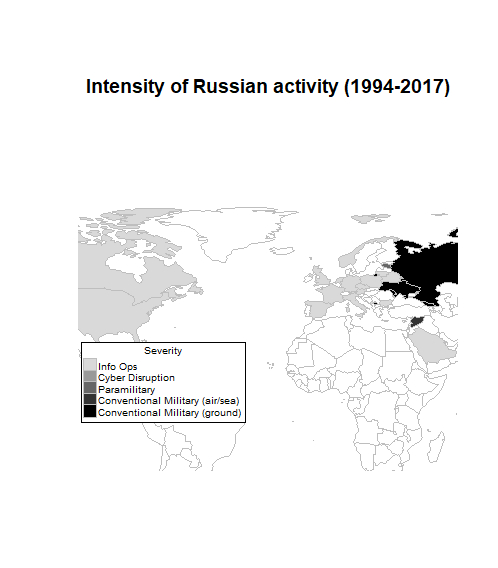 Intensity of Russian activity (1994-2017)
Severity
Info Ops
Cyber Disruption
Paramilitary
Conventional Military (air/sea)
Conventional Military (ground)